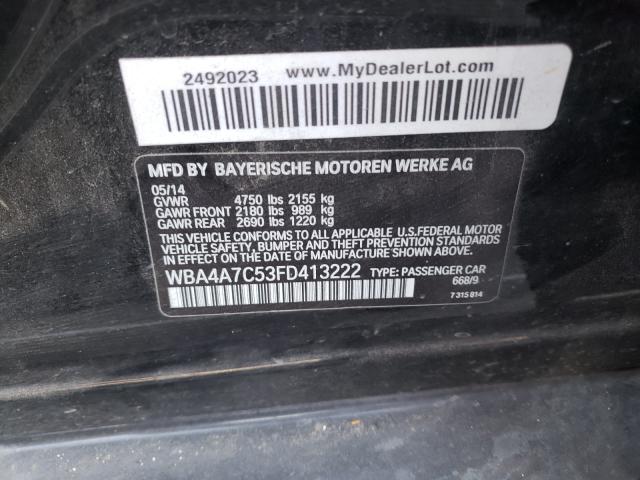 2492023 www.MyDealerLot.com
MFD BY BAYERISCHE MOTOREN WERKE AG
05/14
GVWR 4750 lbs 2155 kg
GAWR FRONT 2180 lbs 989 kg
GAWR REAR 2690 lbs 1220 kg
THIS VEHICLE CONFORMS TO ALL APPLICABLE U.S.FEDERAL MOTOR
VEHICLE SAFETY, BUMPER AND THEFT PREVENTION STANDARDS IN
EFFECT ON THE DATE OF MANUFACTURE SHOWN ABOVE.
WBA4A7C53FD413222 TYPE: PASSENGER CAR
668/9
7315814